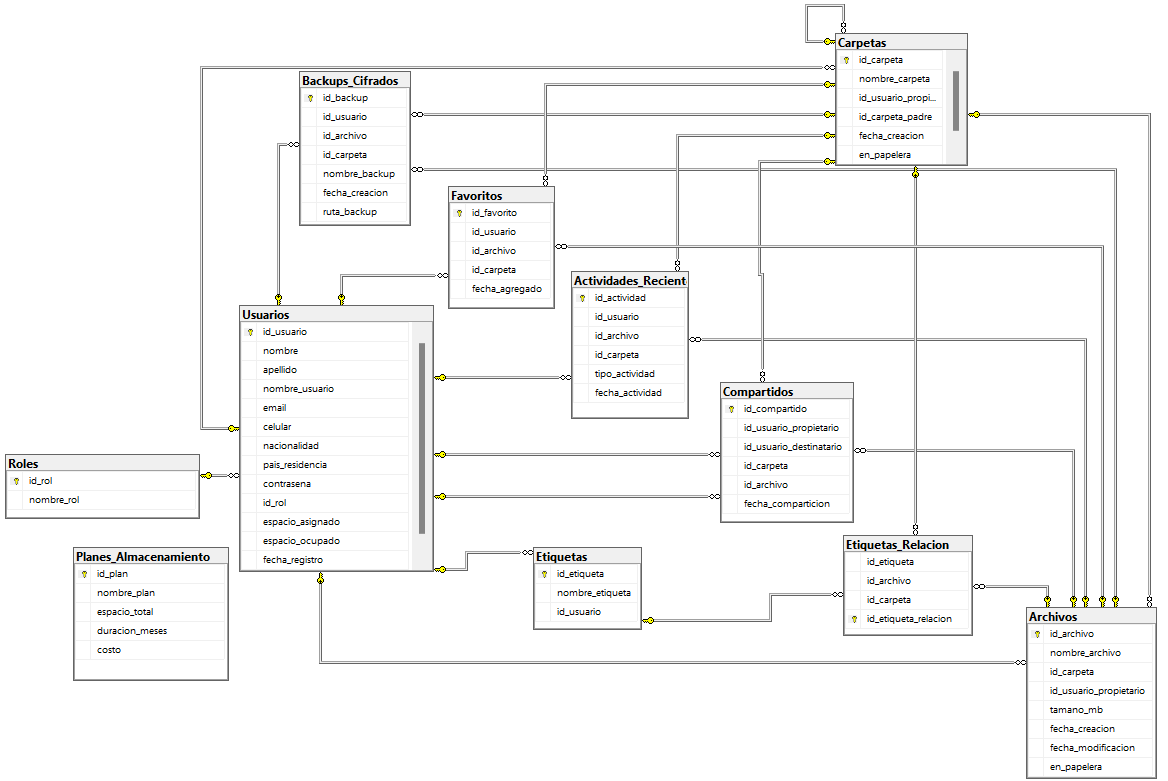 Carpetas
id_carpeta
nombre_carpeta
id_usuario_propi...
id_carpeta_padre
fecha_creacion
en_papelera
Backups_Cifrados
id_backup
id_usuario
id_archivo
id_carpeta
nombre_backup
fecha_creacion
ruta_backup
Favoritos
id_favorito
id_usuario
id_archivo
id_carpeta
fecha_agregado
Actividades_Recient
id_actividad
id_usuario
id_archivo
id_carpeta
tipo_actividad
fecha_actividad
Usuarios
id_usuario
nombre
apellido
nombre_usuario
email
celular
nacionalidad
pais_residencia
contrasena
id_rol
espacio_asignado
espacio_ocupado
fecha_registro
Compartidos
id_compartido
id_usuario_propietario
id_usuario_destinatario
id_carpeta
id_archivo
fecha_comparticion
Roles
id_rol
nombre_rol
Planes_Almacenamiento
id_plan
nombre_plan
espacio_total
duracion_meses
costo
Etiquetas
id_etiqueta
nombre_etiqueta
id_usuario
Etiquetas_Relacion
id_etiqueta
id_archivo
id_carpeta
id_etiqueta_relacion
Archivos
id_archivo
nombre_archivo
id_carpeta
id_usuario_propietario
tamano_mb
fecha_creacion
fecha_modificacion
en_papelera